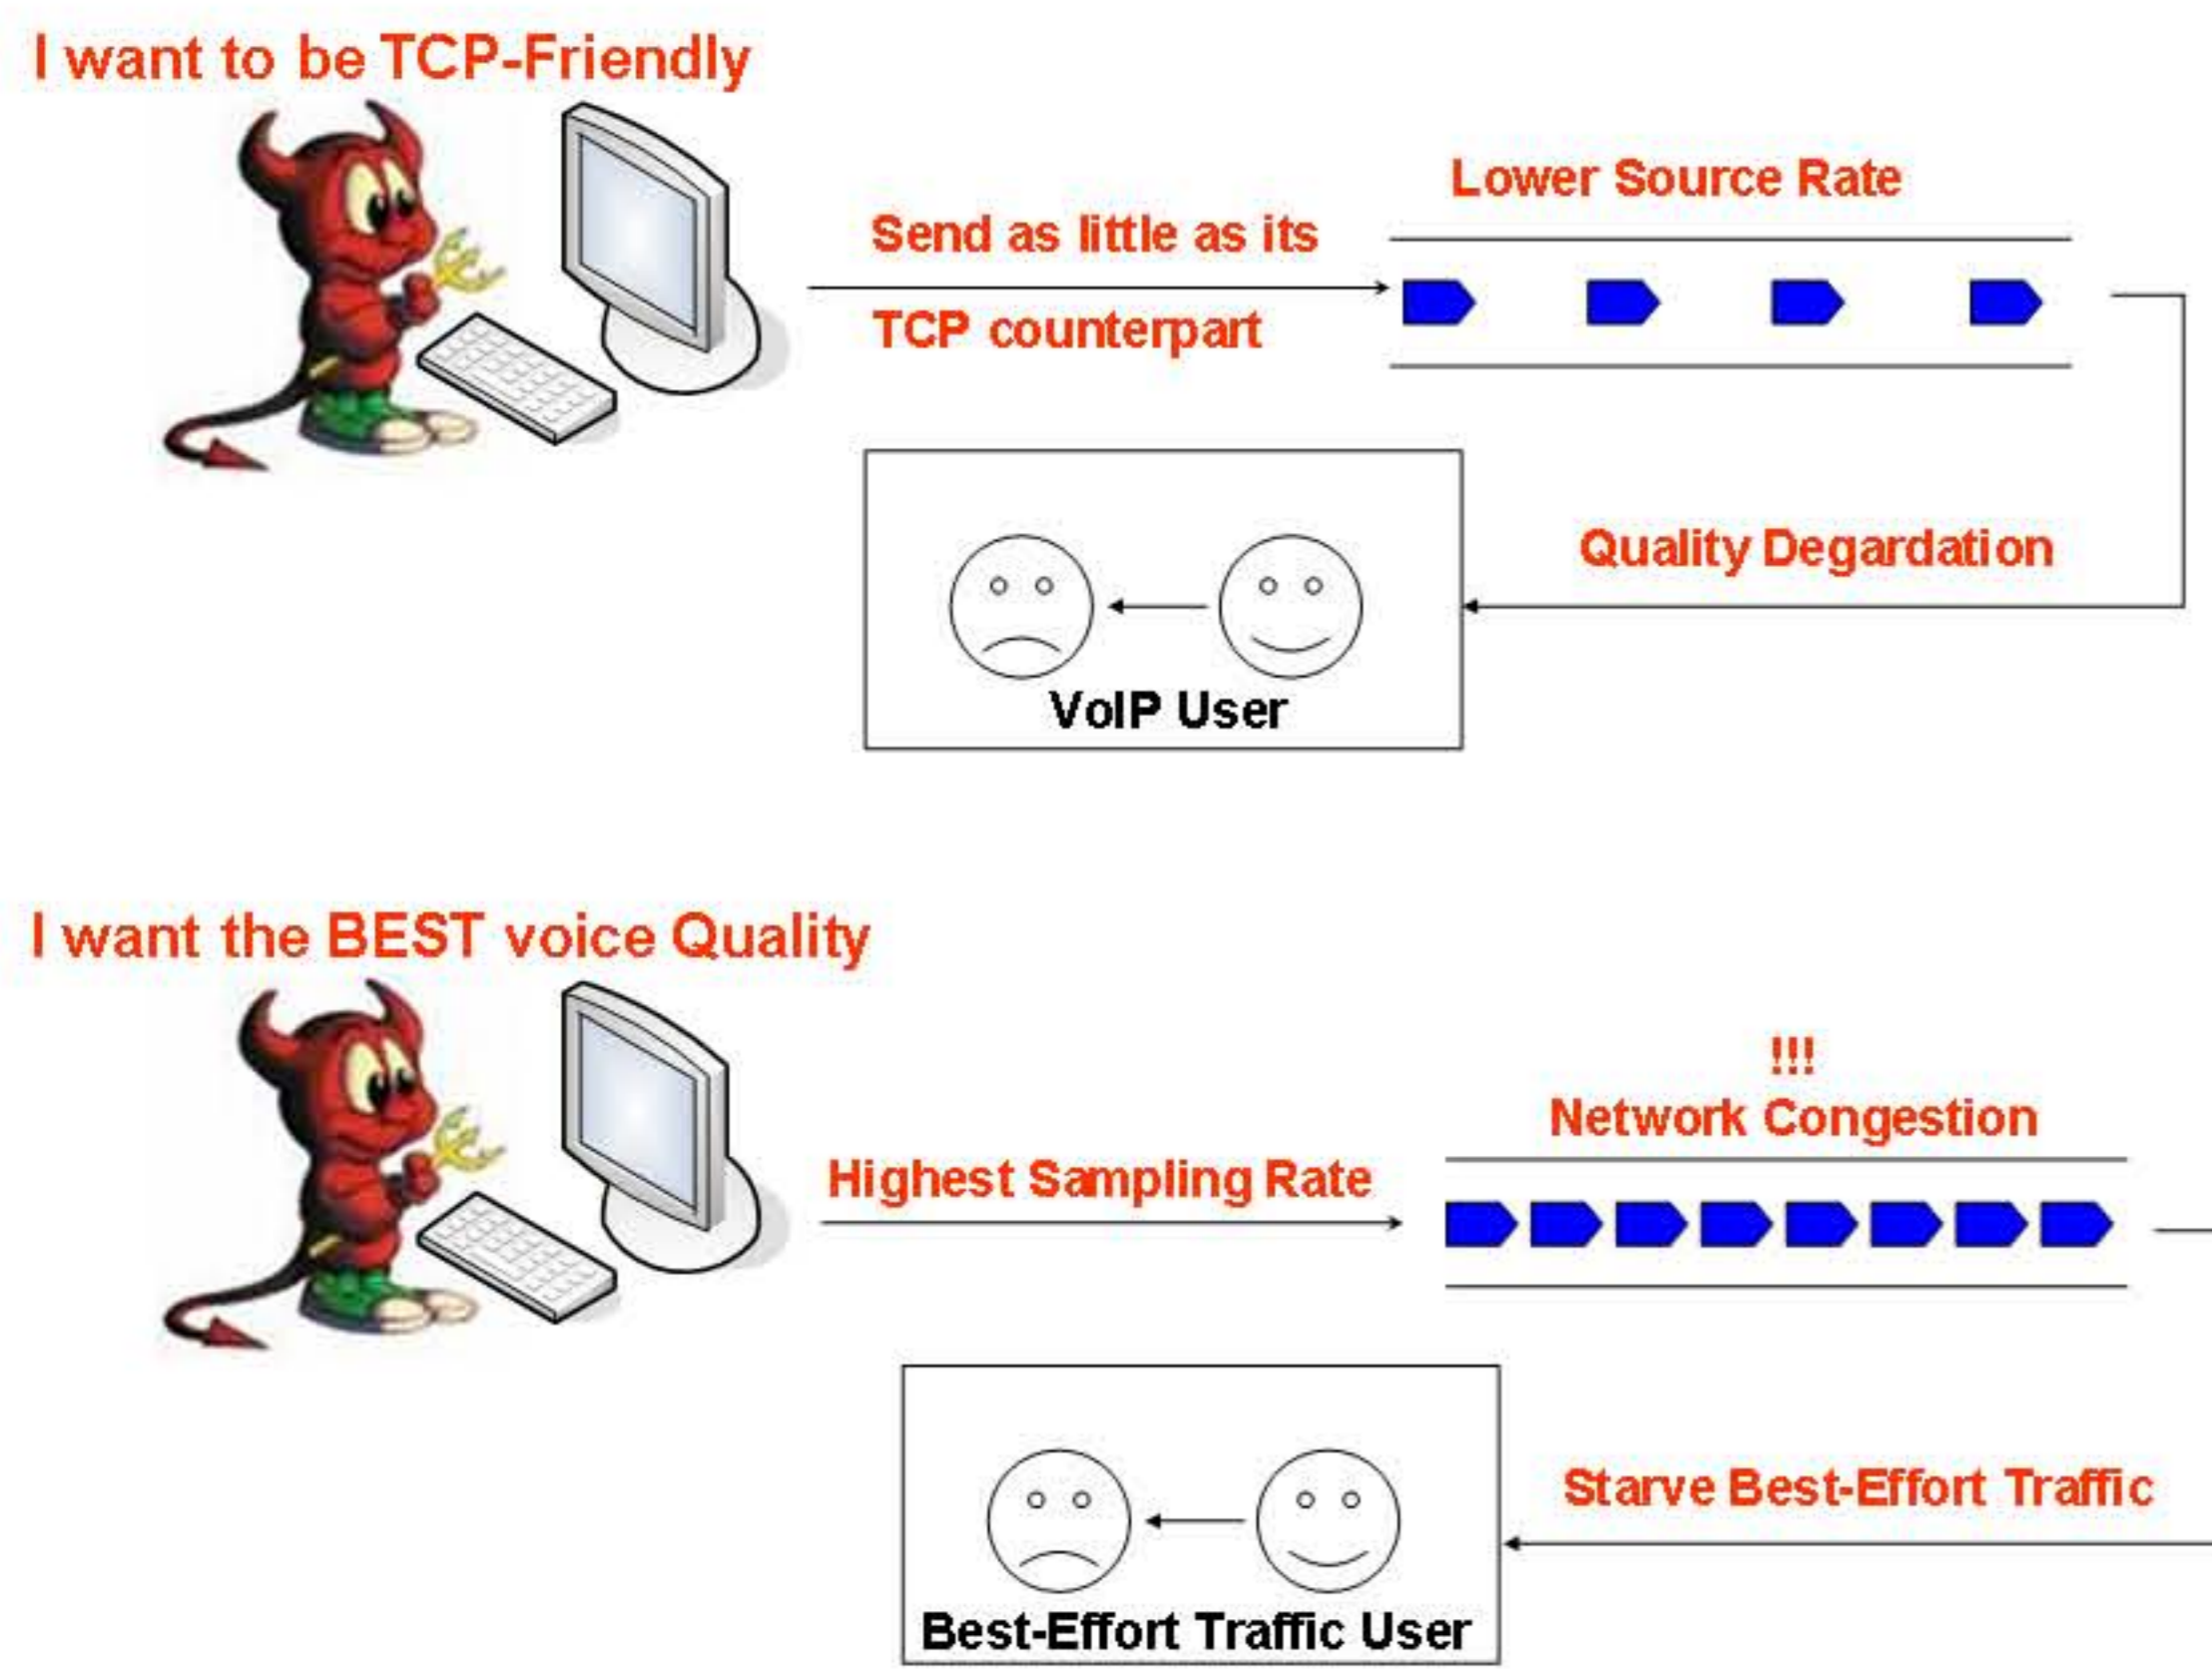 I want to be TCP-Friendly
Lower Source Rate
Send as little as its
TCP counterpart
Quality Degardation
VoIP User
I want the BEST voice Quality
!!!
Network Congestion
Highest Sampling Rate
Starve Best-Effort Traffic
Best-Effort Traffic User